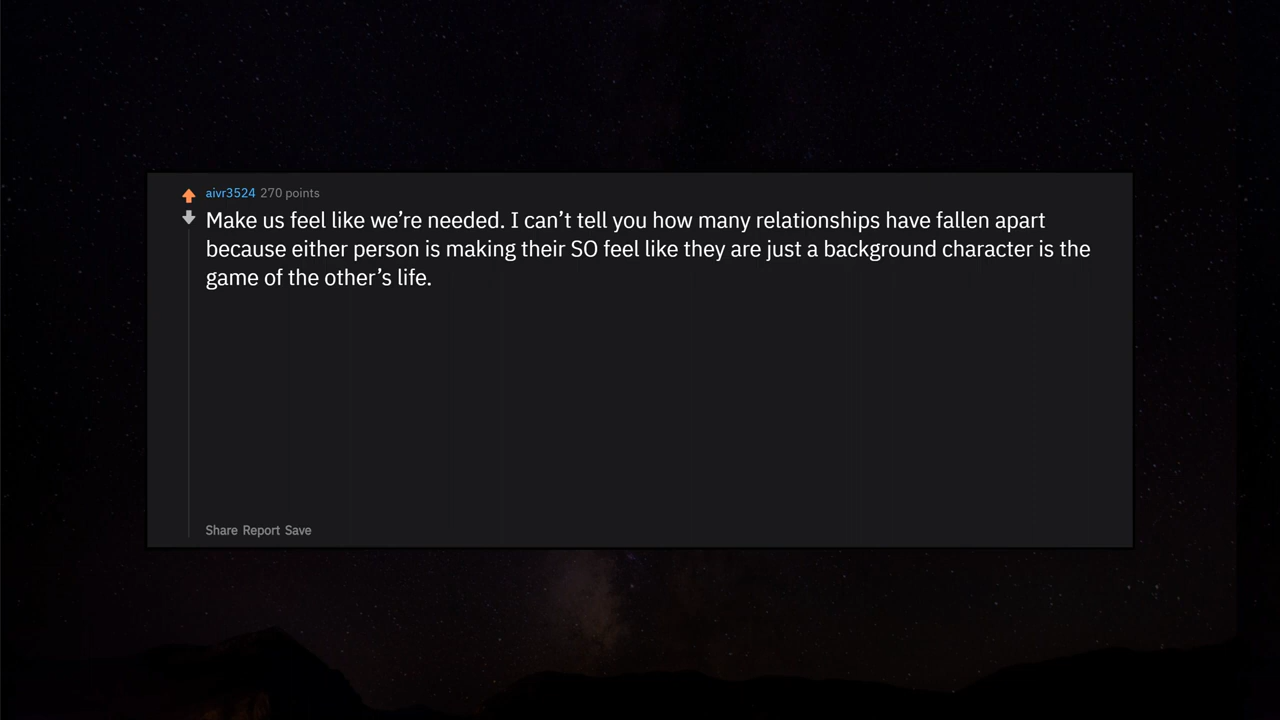 aivr3524 270 points
Make us feel like we’re needed. I can’t tell you how many relationships have fallen apart
because either person is making their SO feel like they are just a background character is the
game of the other’s life.
Share Report Save